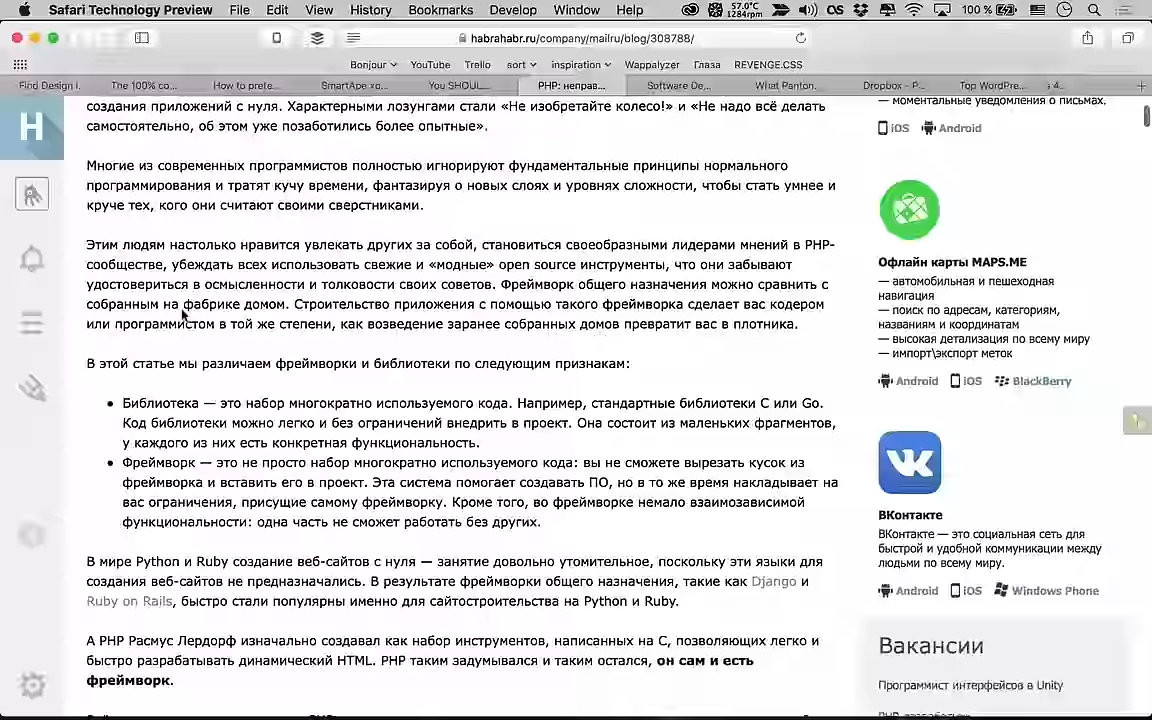 Safari Technology Preview File Edit View History Bookmarks Develop Window Help 57.0°C 1284rpm 100 %
habrahabr.ru/company/mailru/blog/308788/
Bonjour YouTube Trello sort inspiration Wappalyzer Глаза REVENGE.CSS
Find Design I. The 100% co... How to prete... SmartApe хо... You SHOUL... PHP: неправ... Software De... What Panton.. Dropbox - P... Top WordPre...
создания приложений с нуля. Характерными лозунгами стали «Не изобретайте колесо!» и «Не надо всё делать
самостоятельно, об этом уже позаботились более опытные».
Многие из современных программистов полностью игнорируют фундаментальные принципы нормального
программирования и тратят кучу времени, фантазируя о новых слоях и уровнях сложности, чтобы стать умнее и
круче тех, кого они считают своими сверстниками.
Этим людям настолько нравится увлекать других за собой, становиться своеобразными лидерами мнений в PHP-
сообществе, убеждать всех использовать свежие и «модные» open source инструменты, что они забывают
удостовериться в осмысленности и толковости своих советов. Фреймворк общего назначения можно сравнить с
собранным на фабрике домом. Строительство приложения с помощью такого фреймворка сделает вас кодером
или программистом в той же степени, как возведение заранее собранных домов превратит вас в плотника.
В этой статье мы различаем фреймворки и библиотеки по следующим признакам:
• Библиотека — это набор многократно используемого кода. Например, стандартные библиотеки C или Go.
Код библиотеки можно легко и без ограничений внедрить в проект. Она состоит из маленьких фрагментов,
у каждого из них есть конкретная функциональность.
• Фреймворк — это не просто набор многократно используемого кода: вы не сможете вырезать кусок из
фреймворка и вставить его в проект. Эта система помогает создавать ПО, но в то же время накладывает на
вас ограничения, присущие самому фреймворку. Кроме того, во фреймворке немало взаимозависимой
функциональности: одна часть не сможет работать без других.
В мире Python и Ruby создание веб-сайтов с нуля — занятие довольно утомительное, поскольку эти языки для
создания веб-сайтов не предназначались. В результате фреймворки общего назначения, такие как Django и
Ruby on Rails, быстро стали популярны именно для сайтостроительства на Python и Ruby.
А PHP Расмус Лердорф изначально создавал как набор инструментов, написанных на C, позволяющих легко и
быстро разрабатывать динамический HTML. PHP таким задумывался и таким остался, он сам и есть
фреймворк.
— моментальные уведомления о письмах.
iOS Android
Офлайн карты MAPS.ME
— автомобильная и пешеходная
навигация
— поиск по адресам, категориям,
названиям и координатам
— высокая детализация по всему миру
— импорт\экспорт меток
Android iOS BlackBerry
ВКонтакте
ВКонтакте — это социальная сеть для
быстрой и удобной коммуникации между
людьми по всему миру.
Android iOS Windows Phone
Вакансии
Программист интерфейсов в Unity